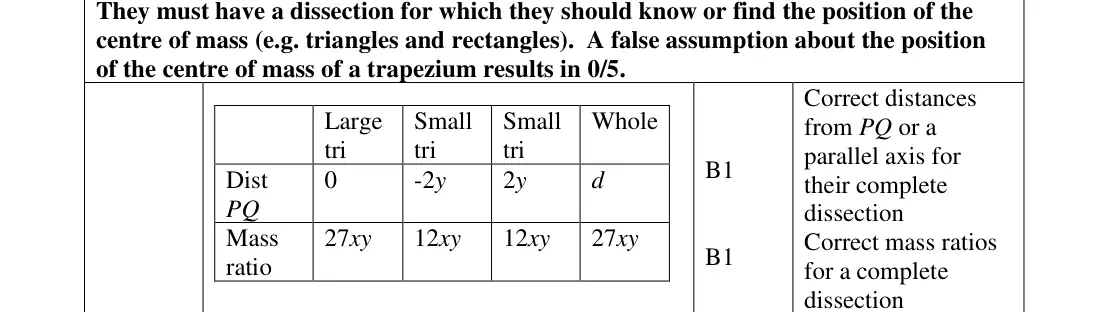 They must have a dissection for which they should know or find the position of the
centre of mass (e.g. triangles and rectangles). A false assumption about the position
of the centre of mass of a trapezium results in 0/5.
Large tri Small tri Small tri Whole
Dist PQ 0 -2y 2y d
Mass ratio 27xy 12xy 12xy 27xy
B1
B1
Correct distances
from PQ or a
parallel axis for
their complete
dissection
Correct mass ratios
for a complete
dissection